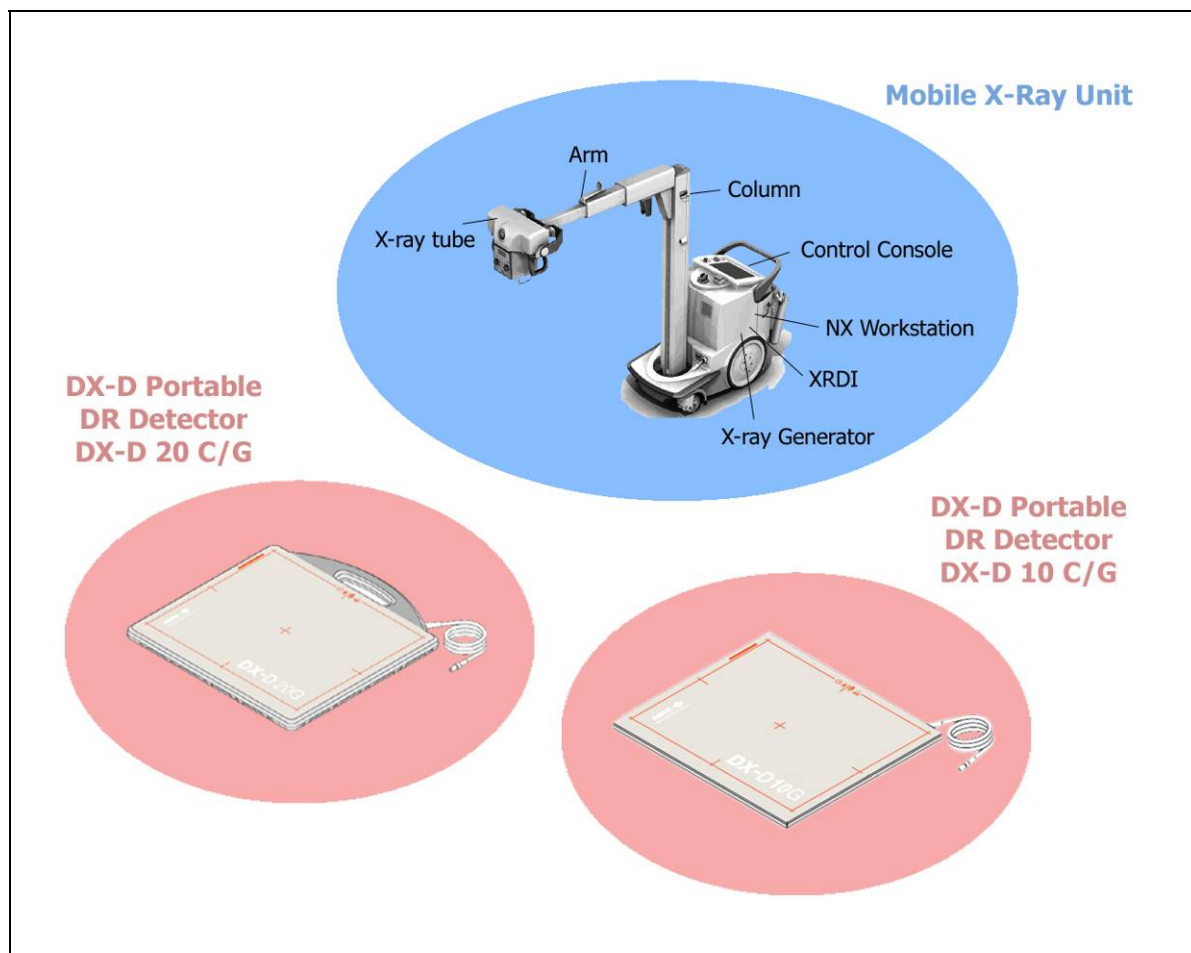 Mobile X-Ray Unit
Arm
Column
X-ray tube
Control Console
NX Workstation
XRDI
X-ray Generator
DX-D Portable
DR Detector
DX-D 20 C/G
DX-D 20G
DX-D Portable
DR Detector
DX-D 10 C/G
DX-D10G